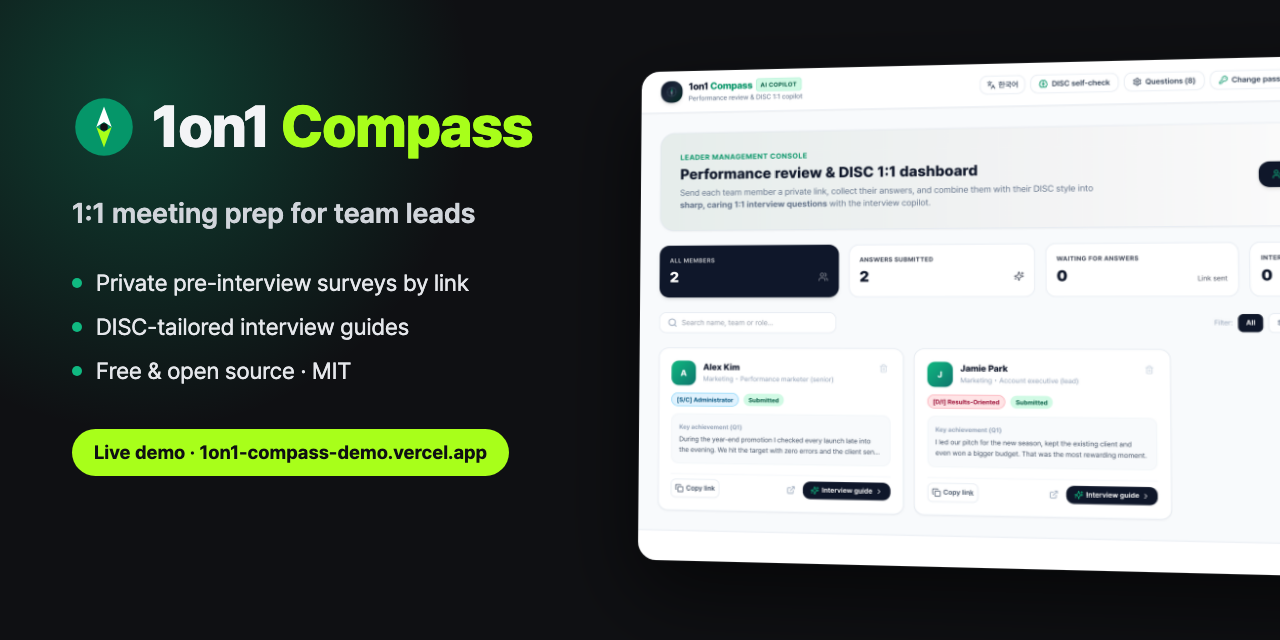 1on1 Compass
1:1 meeting prep for team leads
Private pre-interview surveys by link
DISC-tailored interview guides
Free & open source · MIT
Live demo · 1on1-compass-demo.vercel.app
1on1 Compass AI COPILOT
Performance review & DISC 1:1 copilot
한국어
DISC self-check
Questions (8)
Change pass
LEADER MANAGEMENT CONSOLE
Performance review & DISC 1:1 dashboard
Send each team member a private link, collect their answers, and combine them with their DISC style into
sharp, caring 1:1 interview questions with the interview copilot.
ALL MEMBERS
2
ANSWERS SUBMITTED
2
WAITING FOR ANSWERS
0
Link sent
INTER
0
Search name, team or role...
Filter:
All
A
Alex Kim
Marketing · Performance marketer (senior)
[S/C] Administrator
Submitted
Key achievement (Q1)
During the year-end promotion I checked every launch late into
the evening. We hit the target with zero errors and the client sen...
Copy link
Interview guide
J
Jamie Park
Marketing · Account executive (lead)
[D/I] Results-Oriented
Submitted
Key achievement (Q1)
I led our pitch for the new season, kept the existing client and
even won a bigger budget. That was the most rewarding moment.
Copy link
Interview guide